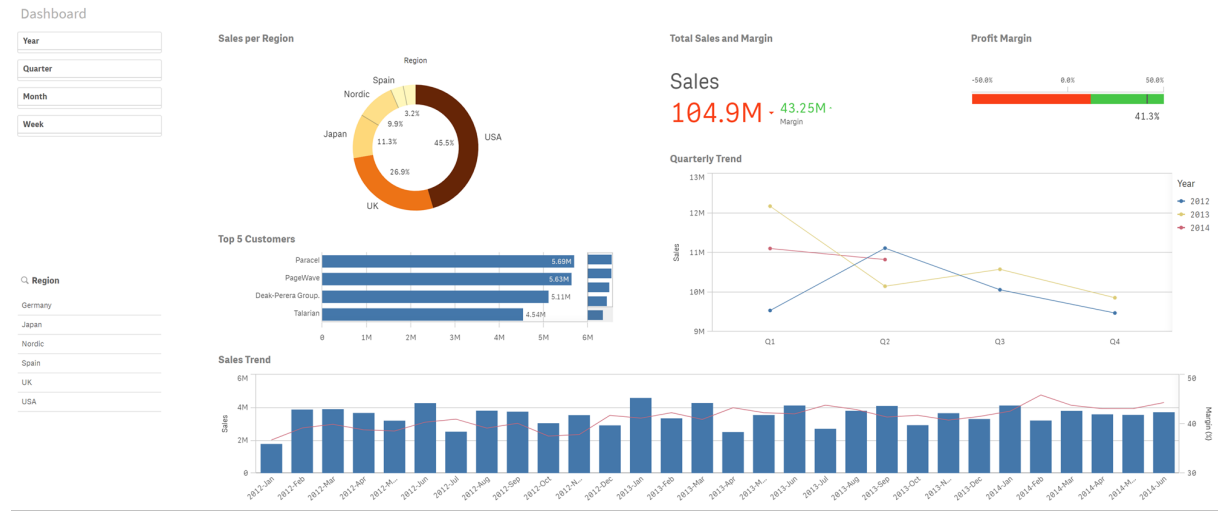 Dashboard
Year
Quarter
Month
Week
Region
Germany
Japan
Nordic
Spain
UK
USA
Sales per Region
Region
Spain
Nordic
Japan
UK
USA
3.2%
9.9%
11.3%
26.9%
45.5%
Top 5 Customers
Paracel
5.69M
PageWave
5.63M
Deak-Perera Group.
5.11M
Talarian
4.54M
0 1M 2M 3M 4M 5M 6M
Total Sales and Margin
Sales
104.9M
43.25M
Margin
Profit Margin
-50.0% 0.0% 50.0%
41.3%
Quarterly Trend
13M
12M
11M
10M
9M
Sales
Q1 Q2 Q3 Q4
Year
2012
2013
2014
Sales Trend
6M
4M
2M
0
Sales
50
40
30
Margin (%)
2012-Jan 2012-Feb 2012-Mar 2012-Apr 2012-M... 2012-Jun 2012-Jul 2012-Aug 2012-Sep 2012-Oct 2012-N... 2012-Dec 2013-Jan 2013-Feb 2013-Mar 2013-Apr 2013-M... 2013-Jun 2013-Jul 2013-Aug 2013-Sep 2013-Oct 2013-N... 2013-Dec 2014-Jan 2014-Feb 2014-Mar 2014-Apr 2014-M... 2014-Jun